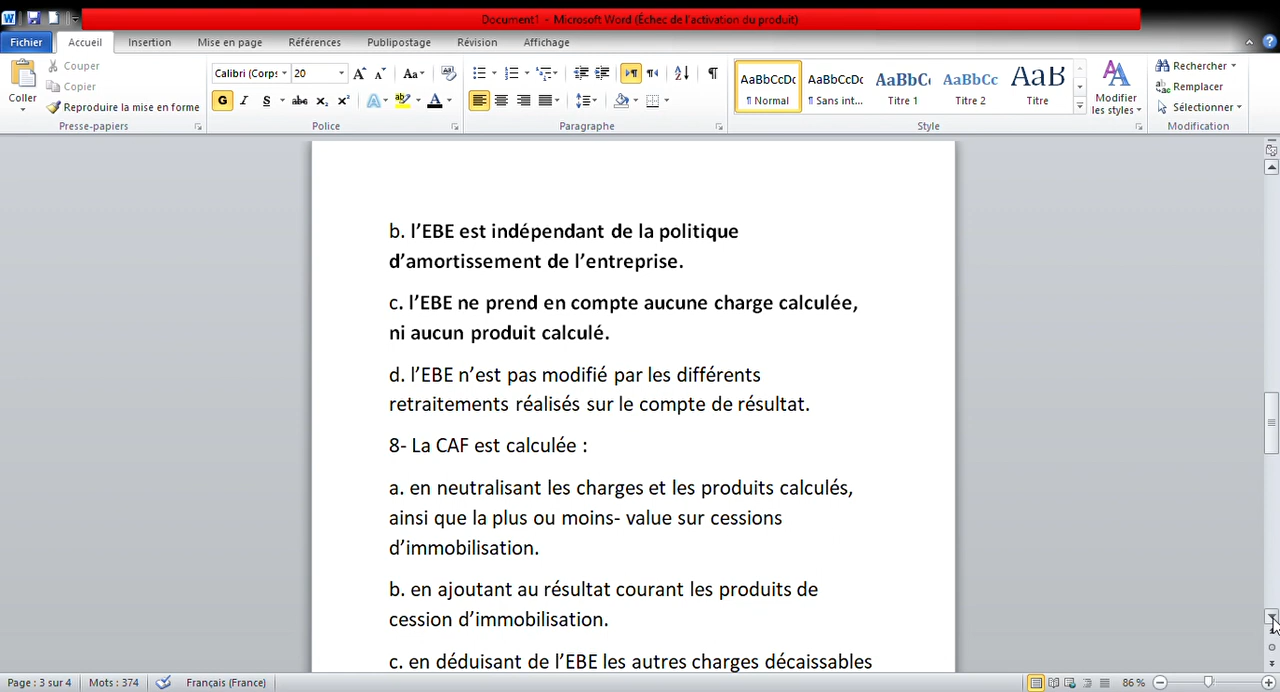 Document1 - Microsoft Word (Échec de l'activation du produit)
Fichier Accueil Insertion Mise en page Références Publipostage Révision Affichage
Coller
Couper
Copier
Reproduire la mise en forme
Presse-papiers
Calibri (Corps 20
G I S abc x₂ x²
Police
Paragraphe
AaBbCcDc AaBbCcDc AaBbC AaBbCc AaB
¶ Normal ¶ Sans int... Titre 1 Titre 2 Titre
Modifier
les styles
Style
Rechercher
Remplacer
Sélectionner
Modification
b. l’EBE est indépendant de la politique
d’amortissement de l’entreprise.
c. l’EBE ne prend en compte aucune charge calculée,
ni aucun produit calculé.
d. l’EBE n’est pas modifié par les différents
retraitements réalisés sur le compte de résultat.
8- La CAF est calculée :
a. en neutralisant les charges et les produits calculés,
ainsi que la plus ou moins- value sur cessions
d’immobilisation.
b. en ajoutant au résultat courant les produits de
cession d’immobilisation.
c. en déduisant de l’EBE les autres charges décaissables
Page : 3 sur 4 Mots : 374 Français (France) 86 %